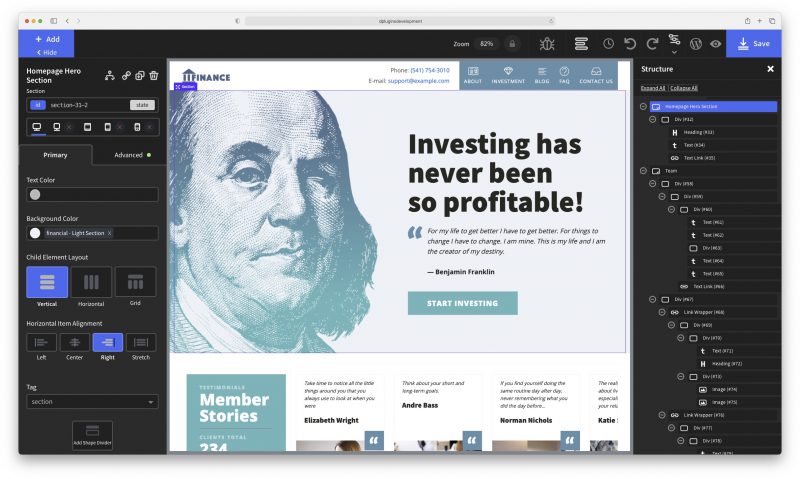 dpluginsdevelopment
+ Add
< Hide
Zoom
82%
Save
Homepage Hero
Section
Section
id
section-31-2
state
Primary
Advanced
Text Color
Background Color
financial - Light Section X
Child Element Layout
Vertical
Horizontal
Grid
Horizontal Item Alignment
Left
Center
Right
Stretch
Tag
section
Add Shape Divider
Section
FINANCE
Phone: (541) 754-3010
E-mail: support@example.com
ABOUT
INVESTMENT
BLOG
FAQ
CONTACT US
Investing has
never been
so profitable!
“
For my life to get better I have to get better. For things to
change I have to change. I am mine. This is my life and I am
the creator of my destiny.
— Benjamin Franklin
START INVESTING
TESTIMONIALS
Member
Stories
CLIENTS TOTAL
234
Take time to notice all the little
things around you that you
always use to look at when you
were
Elizabeth Wright
“
Think about your short and
long-term goals.
Andre Bass
If you find yourself doing the
same routine day after day,
never remembering what you
did the day before...
Norman Nichols
“
The reali
about li
especial
your rela
Katie
Structure
Expand All | Collapse All
Homepage Hero Section
Div (#32)
H Heading (#33)
t Text (#34)
Text Link (#35)
Team
Div (#58)
Div (#59)
Div (#60)
t Text (#61)
t Text (#62)
Div (#63)
t Text (#64)
t Text (#65)
Text Link (#66)
Div (#67)
Link Wrapper (#68)
Div (#69)
Div (#70)
t Text (#71)
H Heading (#72)
Div (#73)
Image (#74)
Image (#75)
Link Wrapper (#76)
Div (#77)
Div (#78)